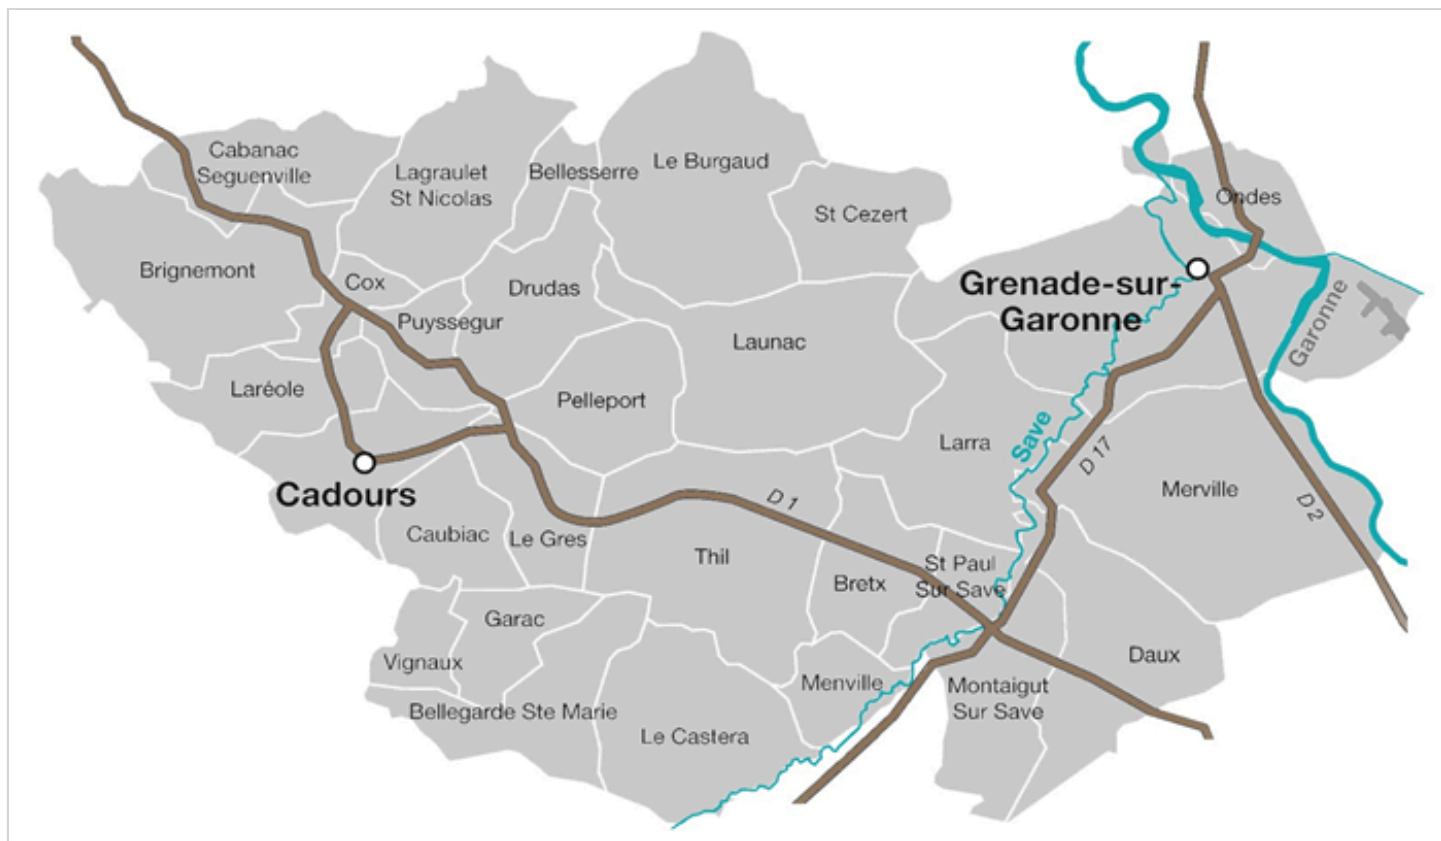 Cabanac
Seguenville
Lagraulet
St Nicolas
Bellesserre
Le Burgaud
St Cezert
Ondes
Brignemont
Cox
Drudas
Grenade-sur-
Garonne
Puyssegur
Launac
Garonne
Laréole
Pelleport
Larra
Save
D 17
Merville
D 2
Cadours
D 1
Caubiac
Le Gres
Thil
Bretx
St Paul
Sur Save
Garac
Vignaux
Daux
Menville
Montaigut
Sur Save
Bellegarde Ste Marie
Le Castera